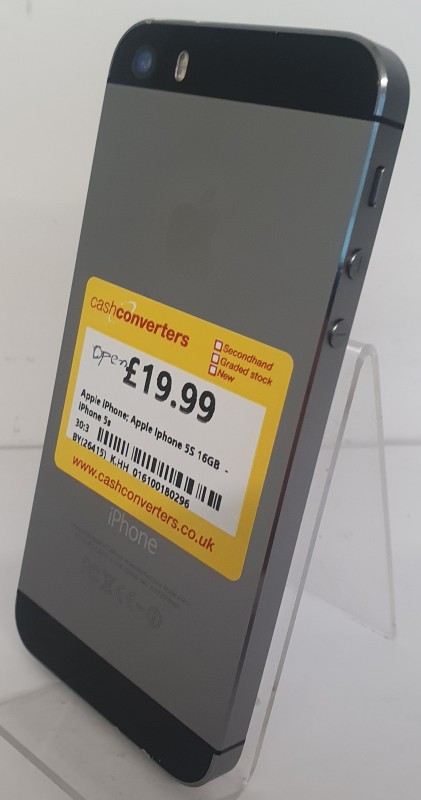 cashconverters
Secondhand
Graded stock
New
Open
£19.99
Apple IPhone; Apple Iphone 5S 16GB -
iPhone 5s
30:3
BY(26415) K.HH 016100180296
www.cashconverters.co.uk
iPhone